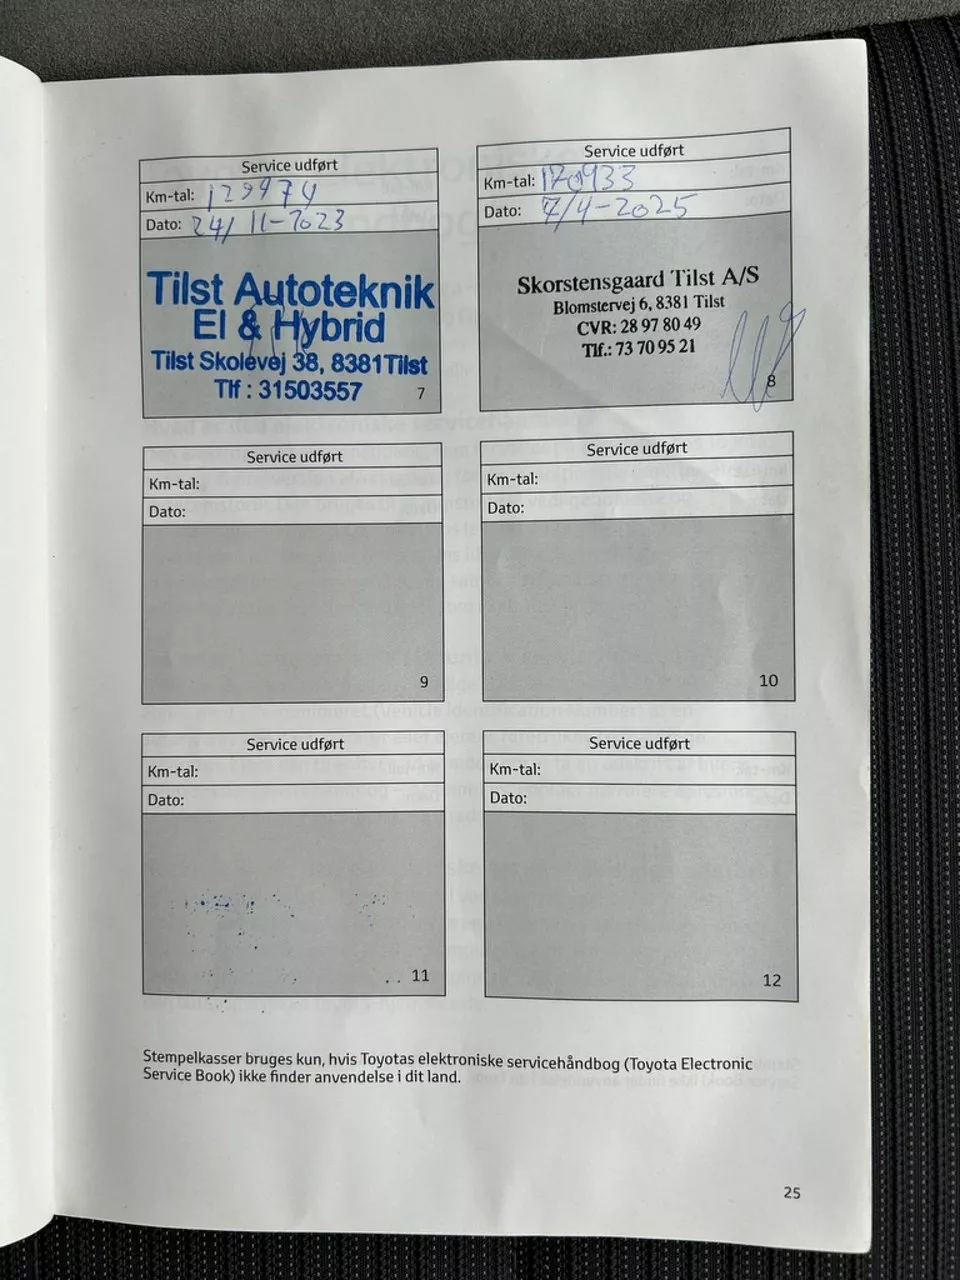 Service udført
Km-tal: 129974
Dato: 24/11-2023
Tilst Autoteknik
El & Hybrid
Tilst Skolevej 38, 8381 Tilst
Tlf : 31503557
7
Service udført
Km-tal: 170933
Dato: 7/4-2025
Skorstensgaard Tilst A/S
Blomstervej 6, 8381 Tilst
CVR: 28 97 80 49
Tlf.: 73 70 95 21
8
Service udført
Km-tal:
Dato:
9
Service udført
Km-tal:
Dato:
10
Service udført
Km-tal:
Dato:
11
Service udført
Km-tal:
Dato:
12
Stempelkasser bruges kun, hvis Toyotas elektroniske servicehåndbog (Toyota Electronic
Service Book) ikke finder anvendelse i dit land.
25